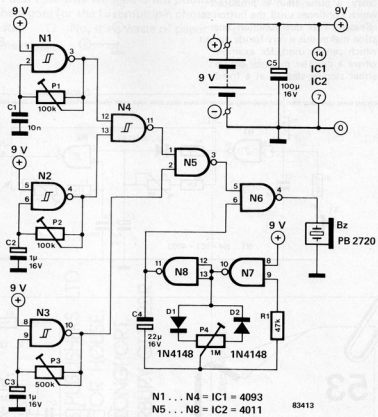 9 V
N1
1
2
3
P1
100k
C1
10n
N4
12
13
11
9 V
9V
C5
100µ
16V
14
IC1
IC2
7
0
9 V
N2
5
6
4
P2
100k
C2
1µ
16V
N5
1
2
3
N6
5
6
4
Bz
PB 2720
9 V
N3
8
9
10
P3
500k
C3
1µ
16V
9 V
N8
11
12
13
N7
10
8
9
C4
22µ
16V
D1
D2
1N4148
P4
1M
1N4148
R1
47k
N1 . . . N4 = IC1 = 4093
N5 . . . N8 = IC2 = 4011
83413